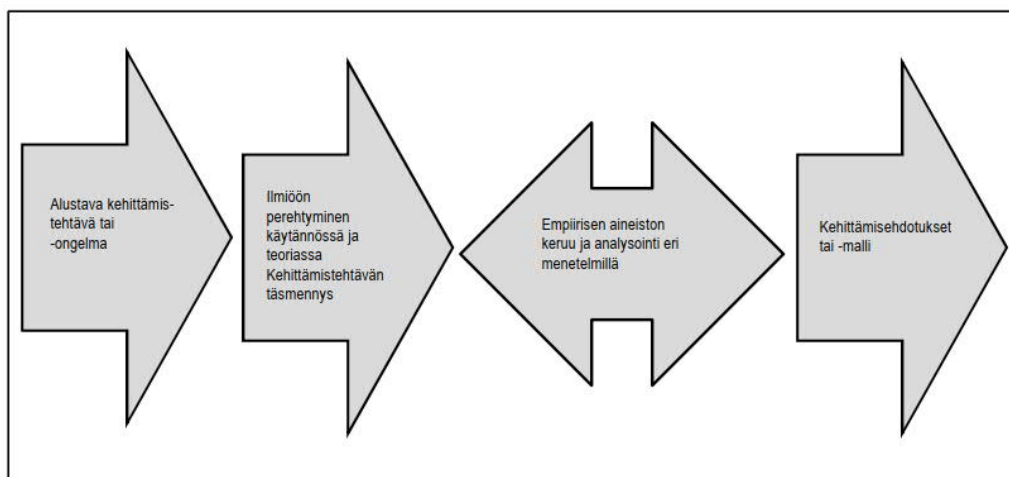 Alustava kehittämis-
tehtävä tai
-ongelma
Ilmiöön
perehtyminen
käytännössä ja
teoriassa
Kehittämistehtävän
täsmennys
Empiirisen aineiston
keruu ja analysointi eri
menetelmillä
Kehittämisehdotukset
tai -malli